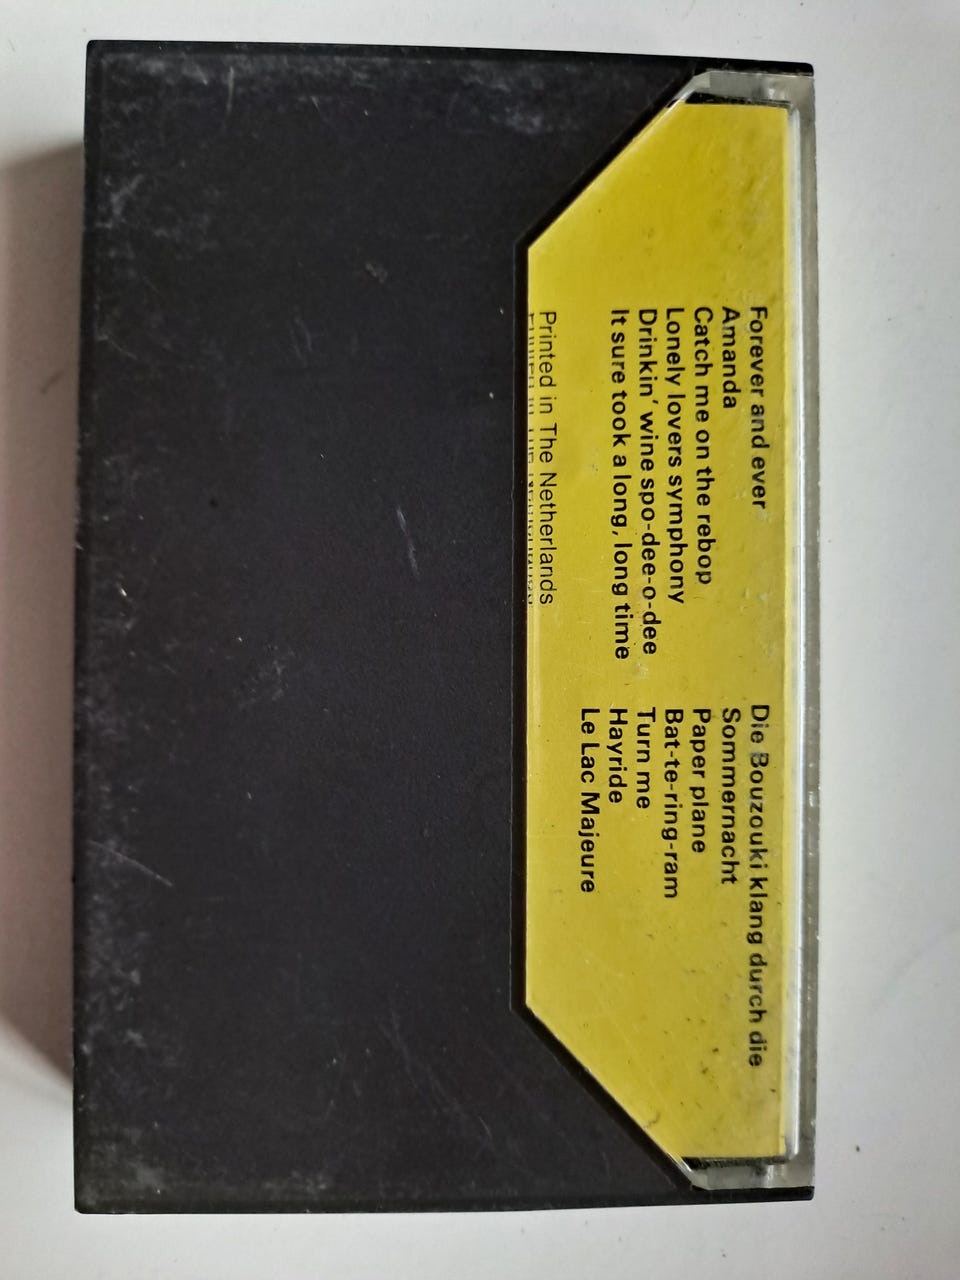 Forever and ever
Amanda
Catch me on the rebop
Lonely lovers symphony
Drinkin' wine spo-dee-o-dee
It sure took a long, long time
Die Bouzouki klang durch die
Sommernacht
Paper plane
Bat-te-ring-ram
Turn me
Hayride
Le Lac Majeure
Printed in The Netherlands